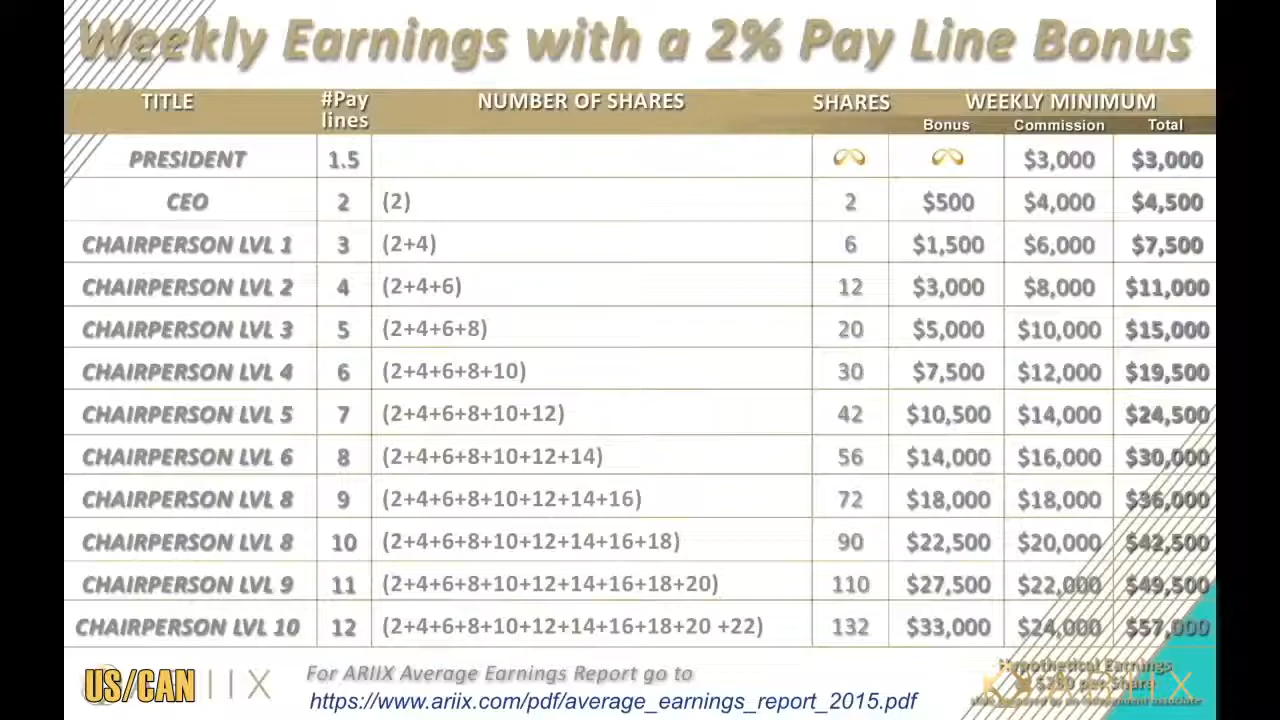 Weekly Earnings with a 2% Pay Line Bonus
TITLE #Pay lines NUMBER OF SHARES SHARES WEEKLY MINIMUM
Bonus Commission Total
PRESIDENT 1.5 $3,000 $3,000
CEO 2 (2) 2 $500 $4,000 $4,500
CHAIRPERSON LVL 1 3 (2+4) 6 $1,500 $6,000 $7,500
CHAIRPERSON LVL 2 4 (2+4+6) 12 $3,000 $8,000 $11,000
CHAIRPERSON LVL 3 5 (2+4+6+8) 20 $5,000 $10,000 $15,000
CHAIRPERSON LVL 4 6 (2+4+6+8+10) 30 $7,500 $12,000 $19,500
CHAIRPERSON LVL 5 7 (2+4+6+8+10+12) 42 $10,500 $14,000 $24,500
CHAIRPERSON LVL 6 8 (2+4+6+8+10+12+14) 56 $14,000 $16,000 $30,000
CHAIRPERSON LVL 8 9 (2+4+6+8+10+12+14+16) 72 $18,000 $18,000 $36,000
CHAIRPERSON LVL 8 10 (2+4+6+8+10+12+14+16+18) 90 $22,500 $20,000 $42,500
CHAIRPERSON LVL 9 11 (2+4+6+8+10+12+14+16+18+20) 110 $27,500 $22,000 $49,500
CHAIRPERSON LVL 10 12 (2+4+6+8+10+12+14+16+18+20 +22) 132 $33,000 $24,000 $57,000
US/CAN IIX
For ARIIX Average Earnings Report go to
https://www.ariix.com/pdf/average_earnings_report_2015.pdf
Hypothetical Earnings
$250 per Share
by an independent associate